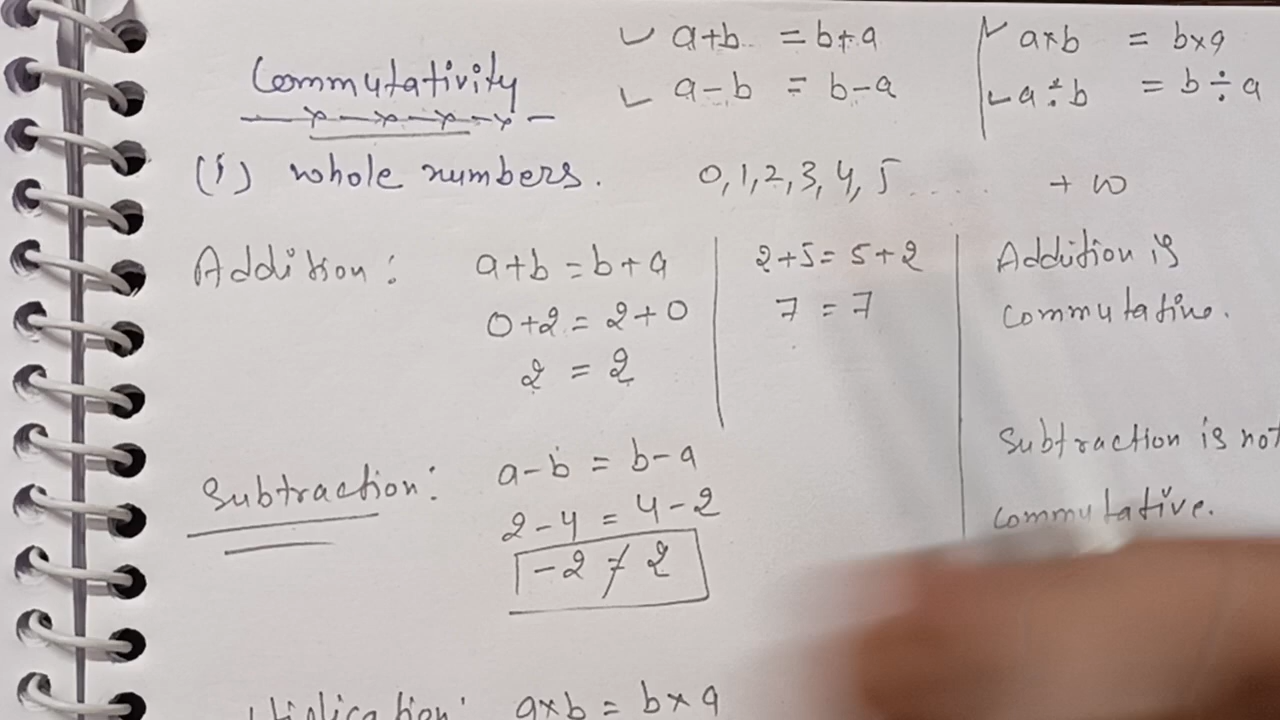 Commutativity
a+b = b+a
a-b = b-a
a×b = b×a
a÷b = b÷a
(i) whole numbers. 0,1,2,3,4,5...... +∞
Addition: a+b = b+a
0+2 = 2+0
2 = 2
2+5 = 5+2
7 = 7
Addition is
commutative.
Subtraction: a-b = b-a
2-4 = 4-2
-2 ≠ 2
Subtraction is not
commutative.
a×b = b×a